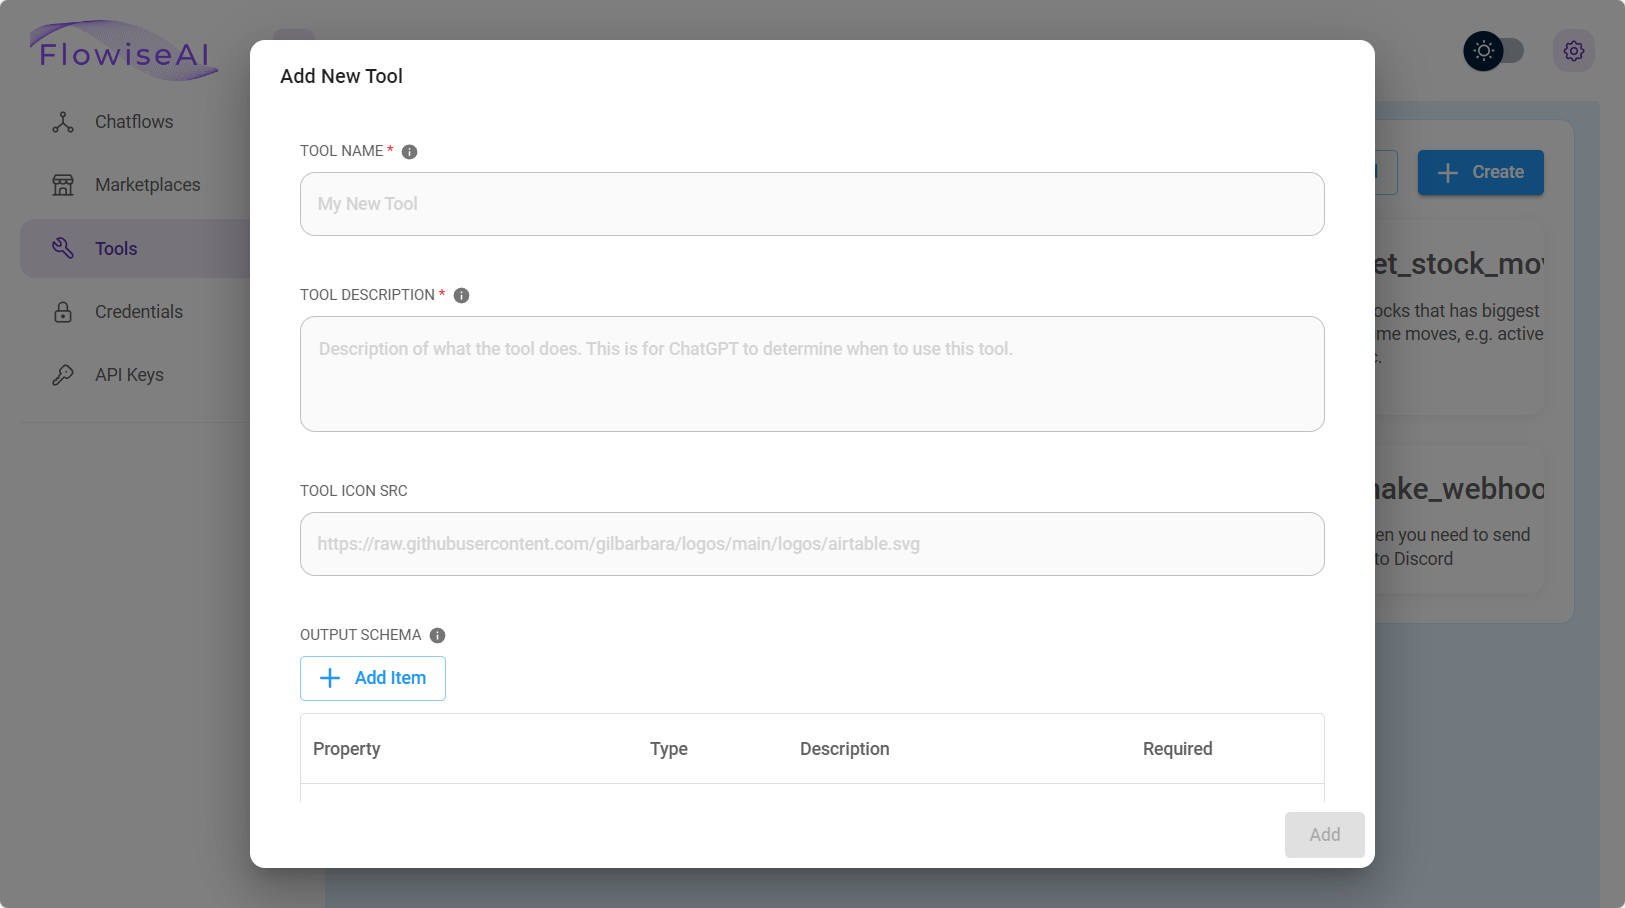 FlowiseAI
Chatflows
Marketplaces
Tools
Credentials
API Keys
Add New Tool
TOOL NAME *
My New Tool
TOOL DESCRIPTION *
Description of what the tool does. This is for ChatGPT to determine when to use this tool.
TOOL ICON SRC
https://raw.githubusercontent.com/gilbarbara/logos/main/logos/airtable.svg
OUTPUT SCHEMA
Add Item
Property Type Description Required
Add
Create
et_stock_mov
ocks that has biggest
me moves, e.g. active
c.
ake_webhoo
en you need to send
to Discord